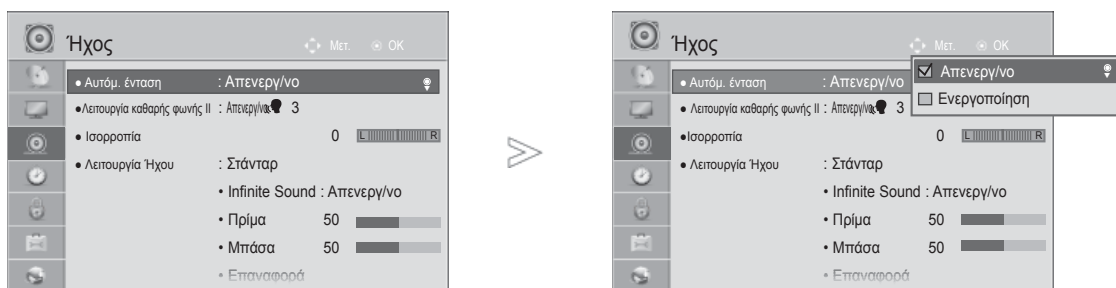 Ήχος Μετ. OK
● Αυτόμ. ένταση : Απενεργ/νο
● Λειτουργία καθαρής φωνής II : Απενεργ/νο 3
● Ισορροπία 0 L R
● Λειτουργία Ήχου : Στάνταρ
• Infinite Sound : Απενεργ/νο
• Πρίμα 50
• Μπάσα 50
• Επαναφορά
Ήχος Μετ. OK
● Αυτόμ. ένταση : Απενεργ/νο
Απενεργ/νο
Ενεργοποίηση
● Λειτουργία καθαρής φωνής II : Απενεργ/νο 3
● Ισορροπία 0 L R
● Λειτουργία Ήχου : Στάνταρ
• Infinite Sound : Απενεργ/νο
• Πρίμα 50
• Μπάσα 50
• Επαναφορά